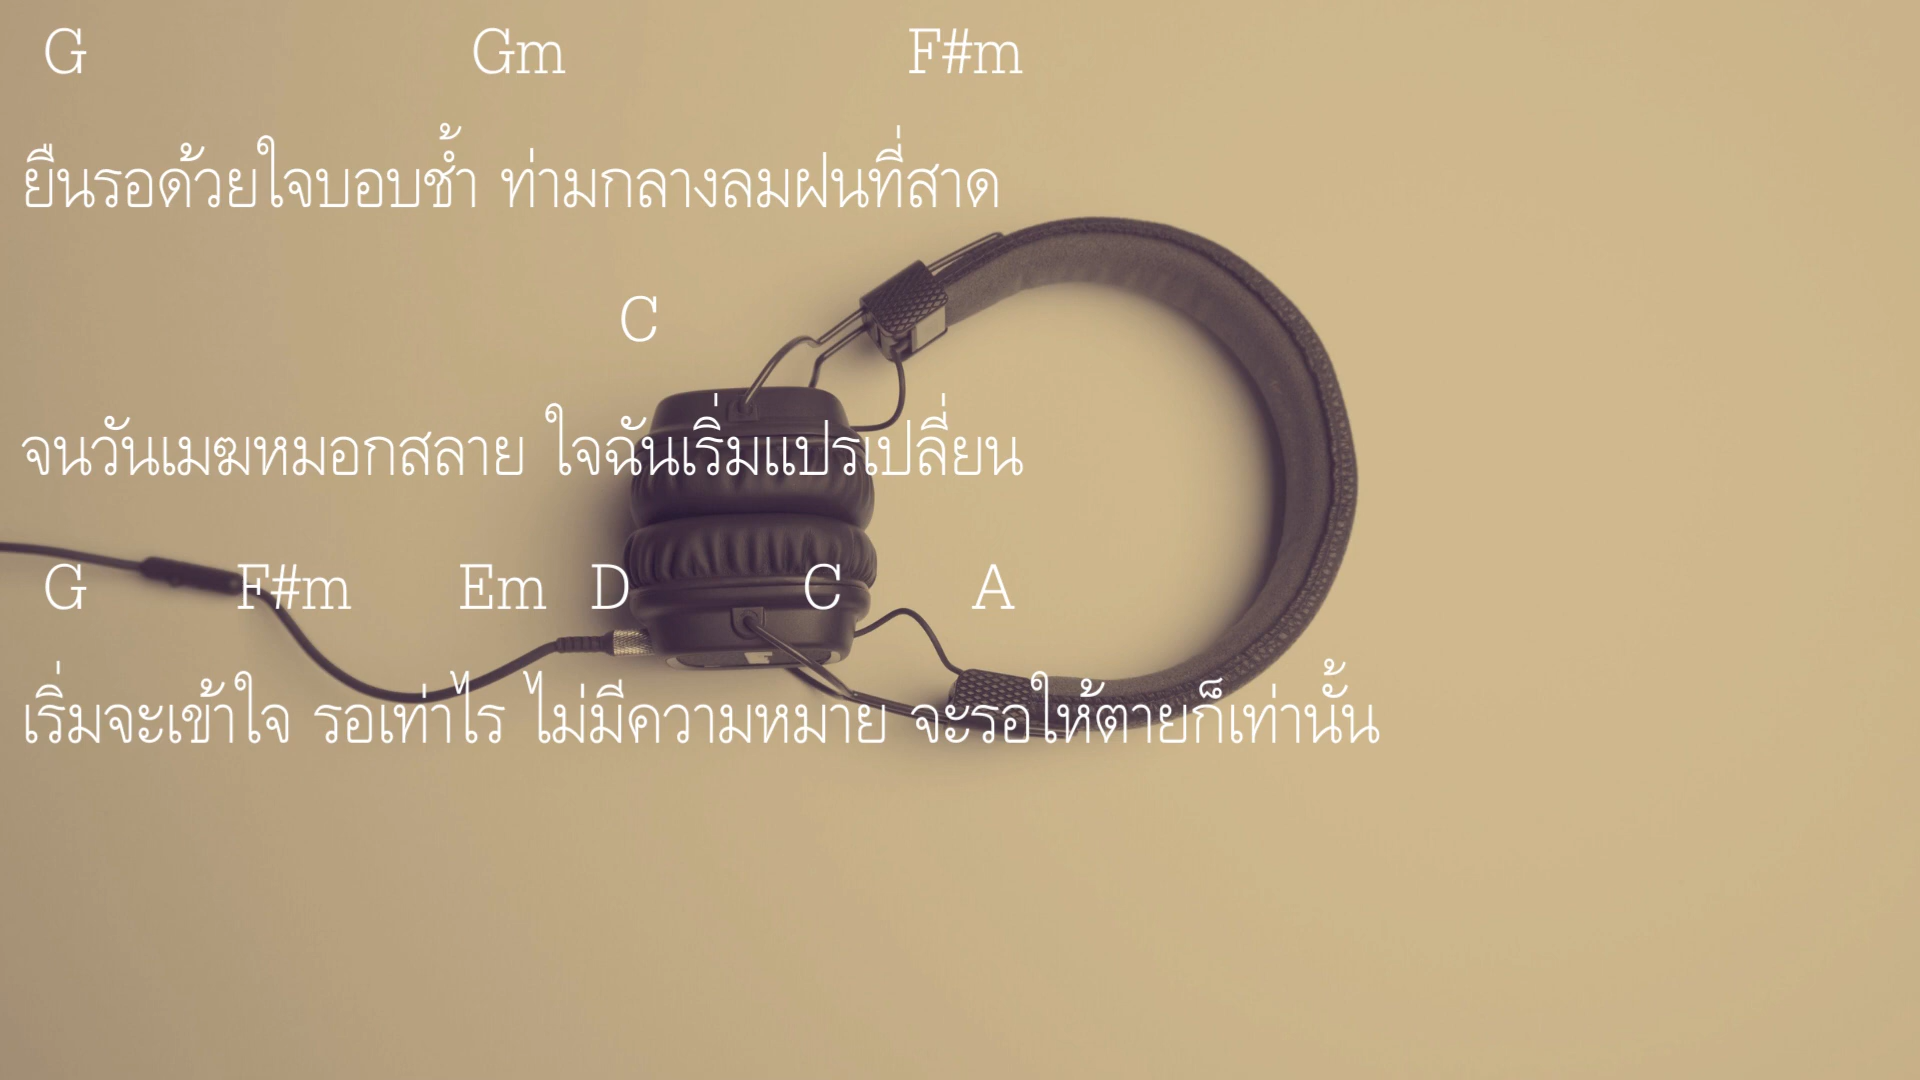 G Gm F#m
ยืนรอด้วยใจบอบช้ำ ท่ามกลางลมฝนที่สาด
C
จนวันเมฆหมอกสลาย ใจฉันเริ่มแปรเปลี่ยน
G F#m Em D C A
เริ่มจะเข้าใจ รอเท่าไร ไม่มีความหมาย จะรอให้ตายก็เท่านั้น